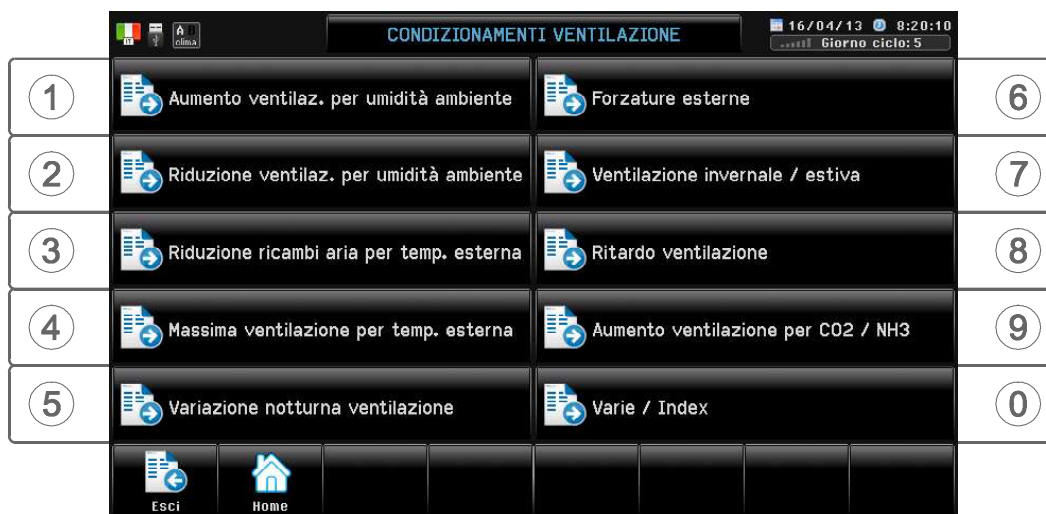 IT
A B
clima
CONDIZIONAMENTI VENTILAZIONE
16/04/13 8:20:10
Giorno ciclo: 5
1
Aumento ventilaz. per umidità ambiente
Forzature esterne
6
2
Riduzione ventilaz. per umidità ambiente
Ventilazione invernale / estiva
7
3
Riduzione ricambi aria per temp. esterna
Ritardo ventilazione
8
4
Massima ventilazione per temp. esterna
Aumento ventilazione per CO2 / NH3
9
5
Variazione notturna ventilazione
Varie / Index
0
Esci
Home